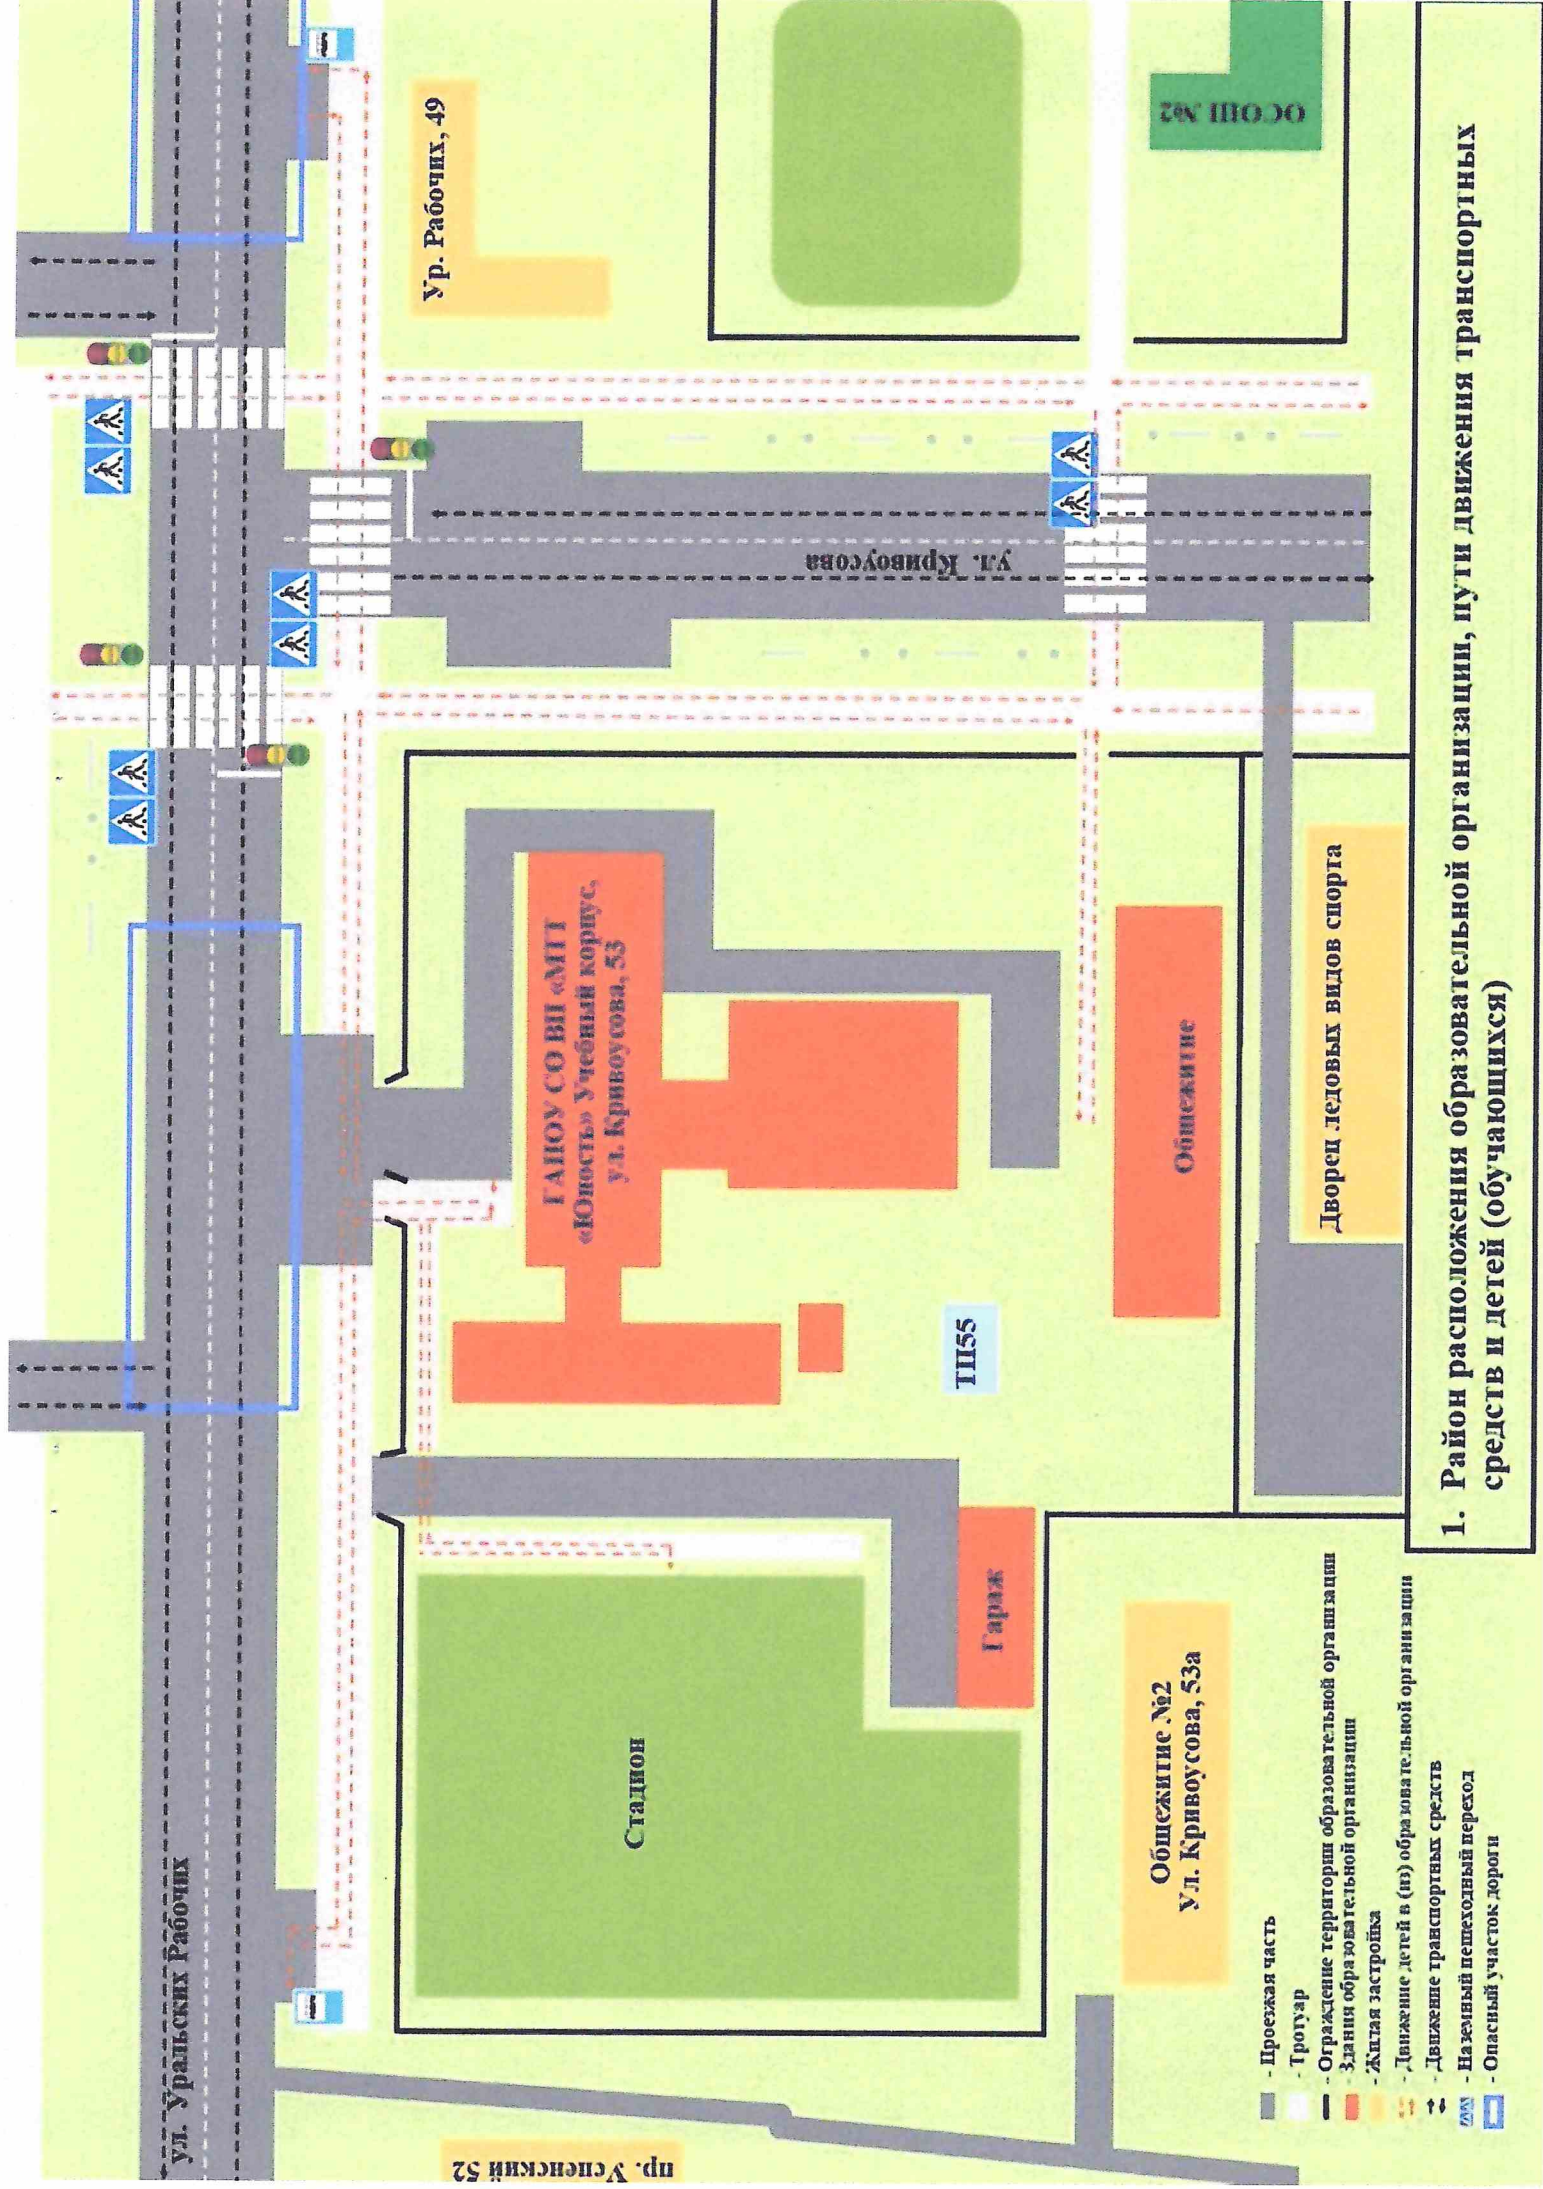 ул. Уральских Рабочих
Ур. Рабочих, 49
ОСОШ №2
ул. Кривоусова
ГАПОУ СО ВП «МТТ
«Юность» Учебный корпус,
ул. Кривоусова, 53
Общежитие
Дворец ледовых видов спорта
ТП55
Гараж
Стадион
Общежитие №2
Ул. Кривоусова, 53а
пр. Успенский 52
- Проезжая часть
- Тротуар
- Ограждение территории образовательной организации
- Здания образовательной организации
- Жилая застройка
- Движение детей в (из) образовательной организации
- Движение транспортных средств
- Наземный пешеходный переход
- Опасный участок дороги
1. Район расположения образовательной организации, пути движения транспортных
средств и детей (обучающихся)